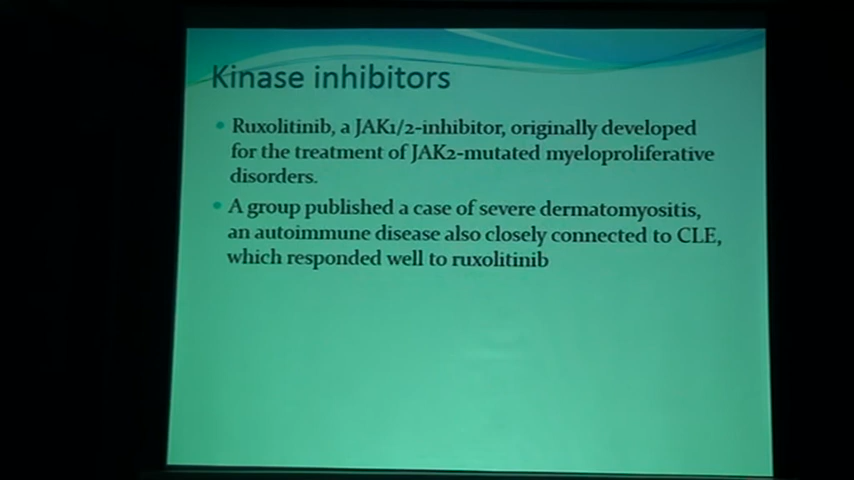 Kinase inhibitors
Ruxolitinib, a JAK1/2-inhibitor, originally developed
for the treatment of JAK2-mutated myeloproliferative
disorders.
A group published a case of severe dermatomyositis,
an autoimmune disease also closely connected to CLE,
which responded well to ruxolitinib